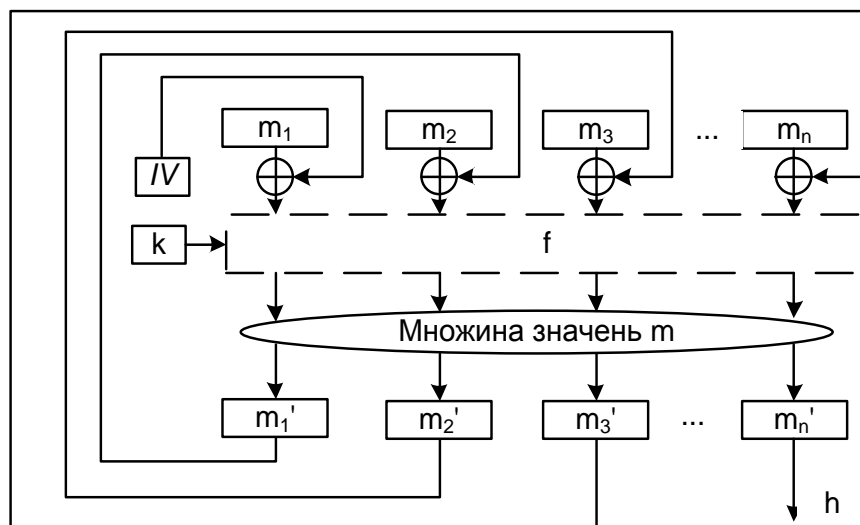 m₁ m₂ m₃ ... mₙ
IV
k f
Множина значень m
m₁' m₂' m₃' ... mₙ'
h